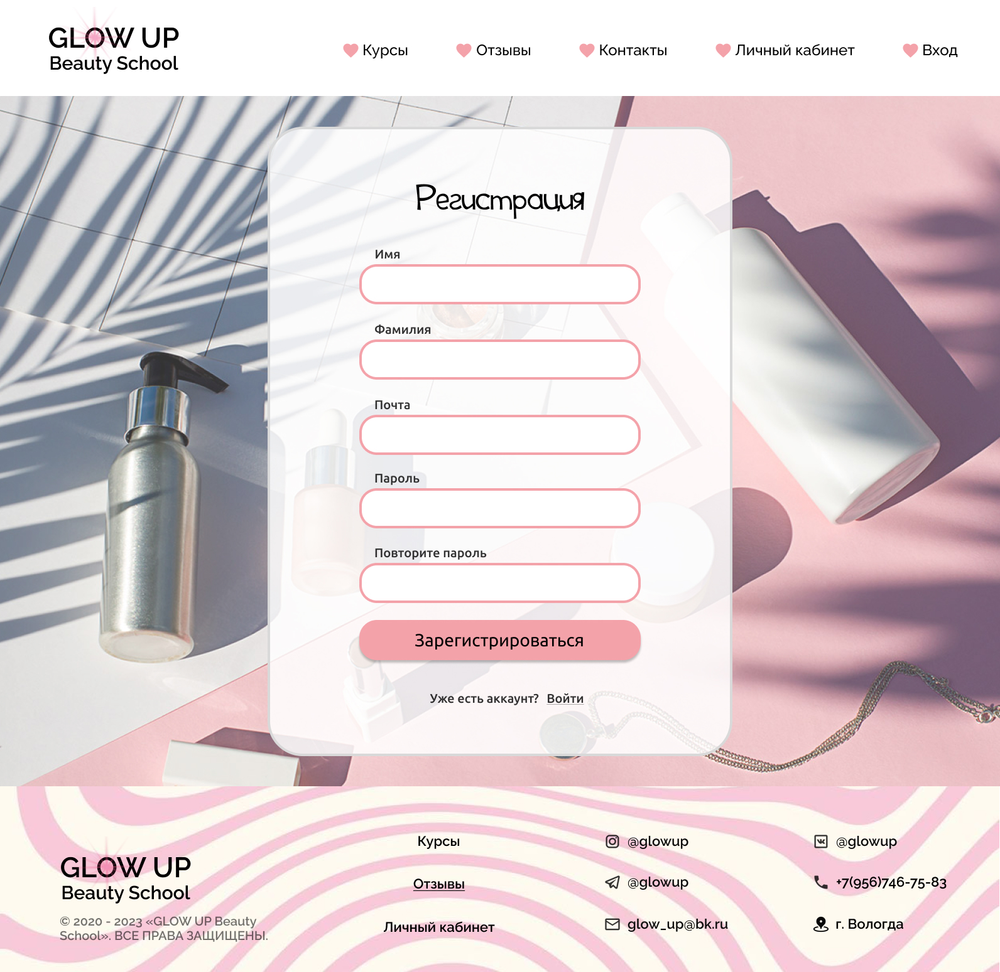 GLOW UP
Beauty School
Курсы
Отзывы
Контакты
Личный кабинет
Вход
Регистрация
Имя
Фамилия
Почта
Пароль
Повторите пароль
Зарегистрироваться
Уже есть аккаунт? Войти
GLOW UP
Beauty School
© 2020 - 2023 «GLOW UP Beauty
School». ВСЕ ПРАВА ЗАЩИЩЕНЫ.
Курсы
Отзывы
Личный кабинет
@glowup
@glowup
glow_up@bk.ru
@glowup
+7(956)746-75-83
г. Вологда